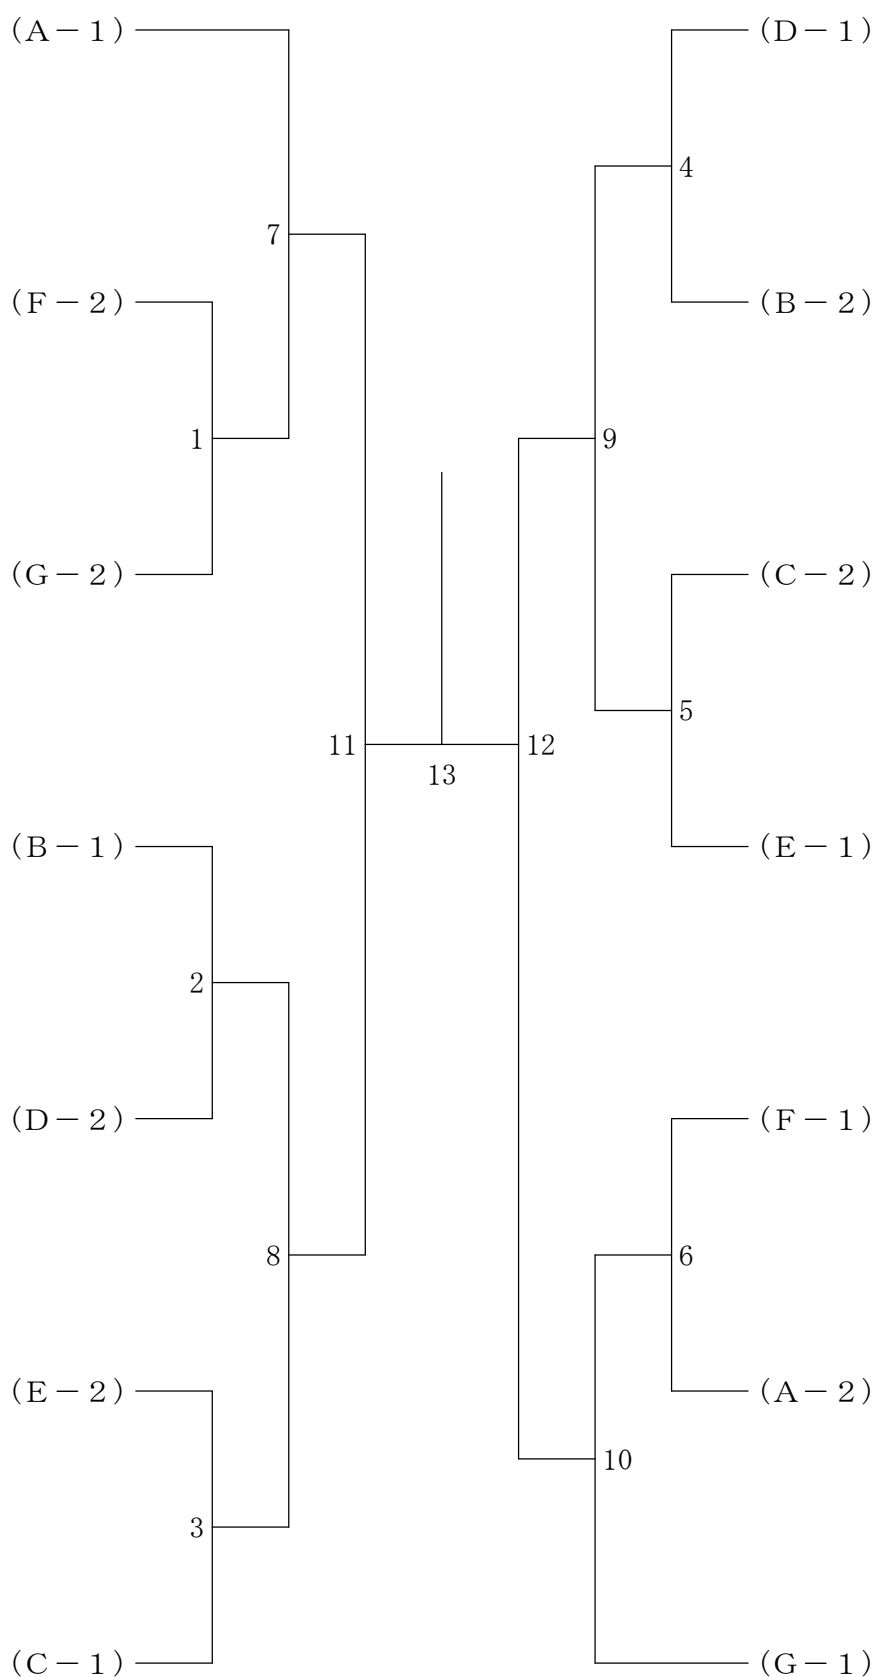 (A－1)
(D－1)
4
7
(F－2)
(B－2)
1
9
(G－2)
(C－2)
5
11
12
13
(B－1)
(E－1)
2
(D－2)
(F－1)
8
6
(E－2)
(A－2)
10
3
(C－1)
(G－1)